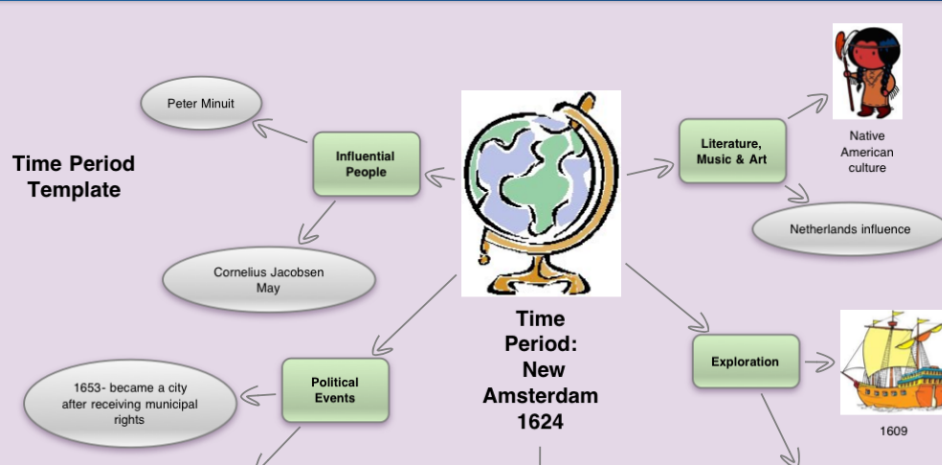 Time Period
Template
Peter Minuit
Influential
People
Cornelius Jacobsen
May
Literature,
Music & Art
Native
American
culture
Netherlands influence
Time
Period:
New
Amsterdam
1624
Political
Events
1653- became a city
after receiving municipal
rights
Exploration
1609